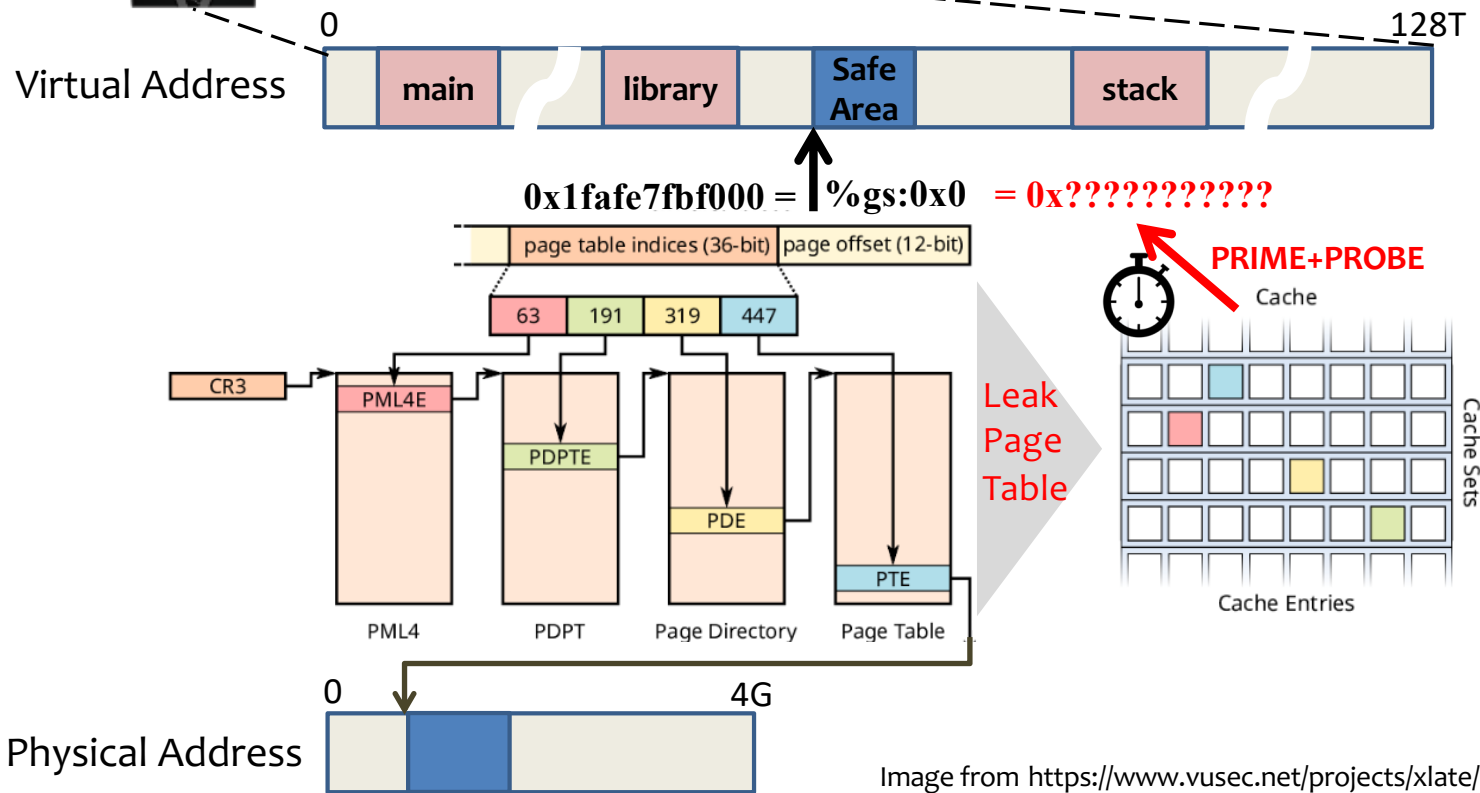 0
128T
Virtual Address
main
library
Safe
Area
stack
0x1fafe7fbf000 = %gs:0x0 = 0x???????????
page table indices (36-bit)
page offset (12-bit)
PRIME+PROBE
Cache
63
191
319
447
CR3
PML4E
PDPTE
PDE
PTE
Leak
Page
Table
Cache Sets
Cache Entries
PML4
PDPT
Page Directory
Page Table
0
4G
Physical Address
Image from https://www.vusec.net/projects/xlate/